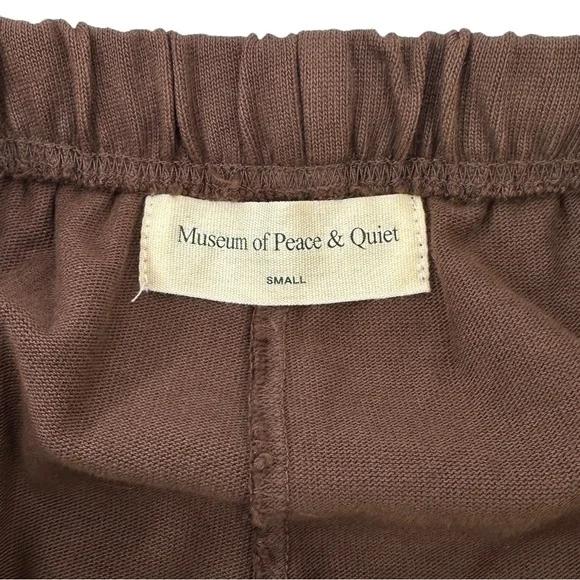 Museum of Peace & Quiet
SMALL